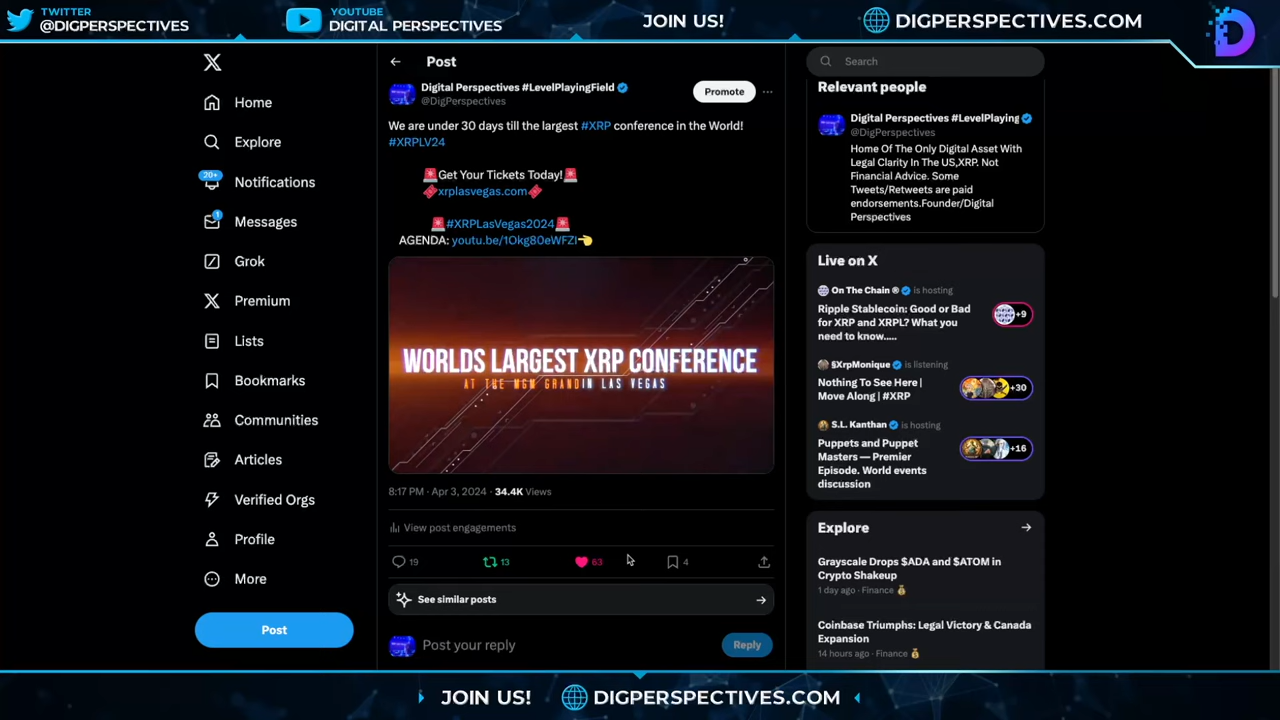 TWITTER
@DIGPERSPECTIVES
YOUTUBE
DIGITAL PERSPECTIVES
JOIN US!
DIGPERSPECTIVES.COM
Home
Explore
20+
Notifications
1
Messages
Grok
Premium
Lists
Bookmarks
Communities
Articles
Verified Orgs
Profile
More
Post
Post
Digital Perspectives #LevelPlayingField
@DigPerspectives
Promote
We are under 30 days till the largest #XRP conference in the World!
#XRPLV24
🚨Get Your Tickets Today!🚨
🎟️xrplasvegas.com🎟️
🚨#XRPLasVegas2024🚨
AGENDA: youtu.be/1Okg80eWFZI👈
WORLDS LARGEST XRP CONFERENCE
AT THE MGM GRAND IN LAS VEGAS
8:17 PM · Apr 3, 2024 · 34.4K Views
View post engagements
19
13
63
4
See similar posts
Post your reply
Reply
Search
Relevant people
Digital Perspectives #LevelPlaying
@DigPerspectives
Home Of The Only Digital Asset With
Legal Clarity In The US,XRP. Not
Financial Advice. Some
Tweets/Retweets are paid
endorsements.Founder/Digital
Perspectives
Live on X
On The Chain ® is hosting
Ripple Stablecoin: Good or Bad
for XRP and XRPL? What you
need to know.....
+9
§XrpMonique is listening
Nothing To See Here |
Move Along | #XRP
+30
S.L. Kanthan is hosting
Puppets and Puppet
Masters — Premier
Episode. World events
discussion
+16
Explore
Grayscale Drops $ADA and $ATOM in
Crypto Shakeup
1 day ago · Finance 💰
Coinbase Triumphs: Legal Victory & Canada
Expansion
14 hours ago · Finance 💰
JOIN US!
DIGPERSPECTIVES.COM